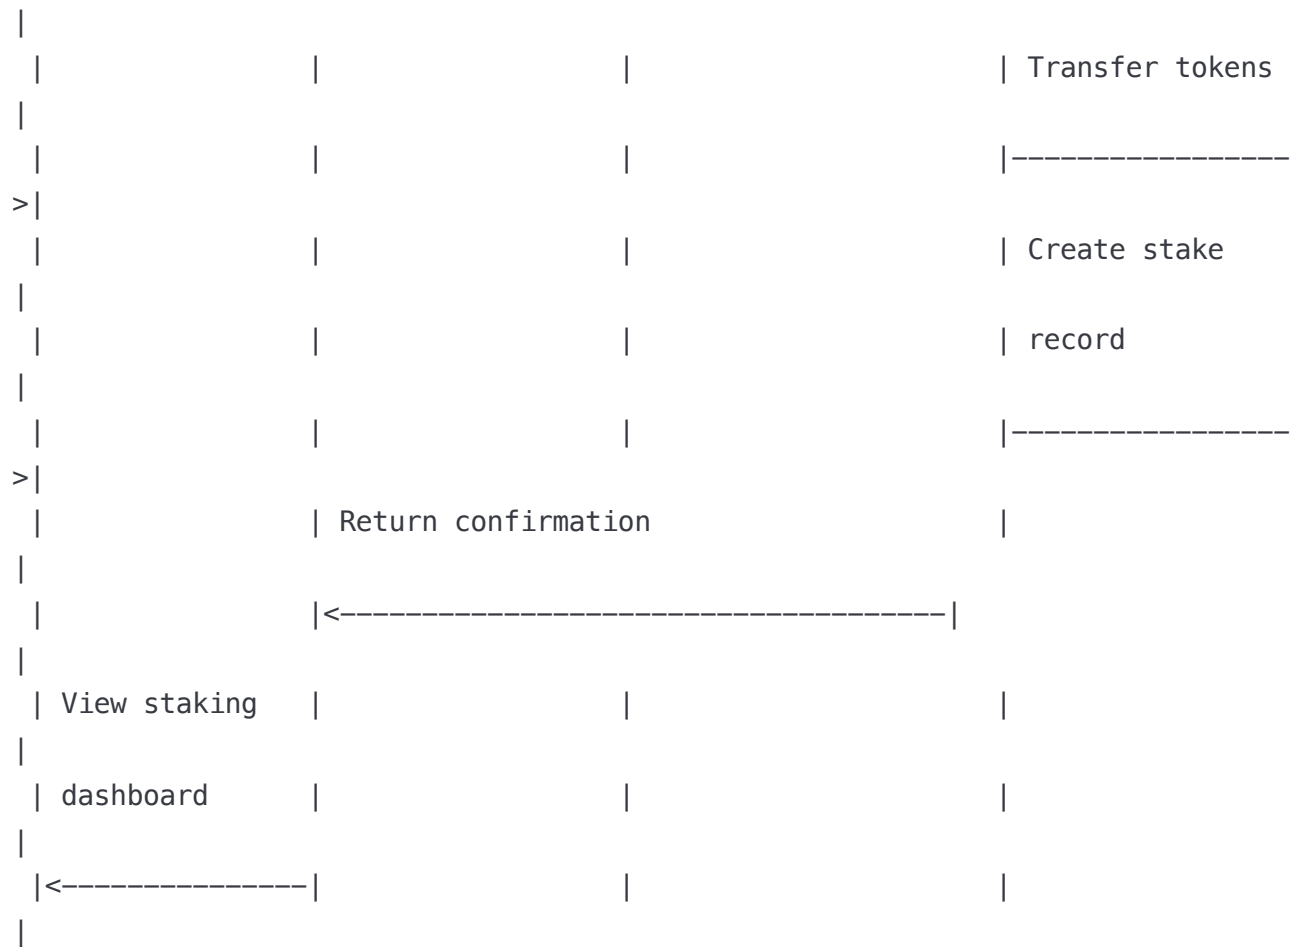 |
 |                |                  |                      | Transfer tokens
|
 |                |                  |                      |-----------------
>|
 |                |                  |                      | Create stake
|
 |                |                  |                      | record
|
 |                |                  |                      |-----------------
>|
 |                | Return confirmation                     |
|
 |                |<-------------------------------------|
|
 | View staking   |                  |                      |
|
 | dashboard      |                  |                      |
|
 |<---------------|                  |                      |
|